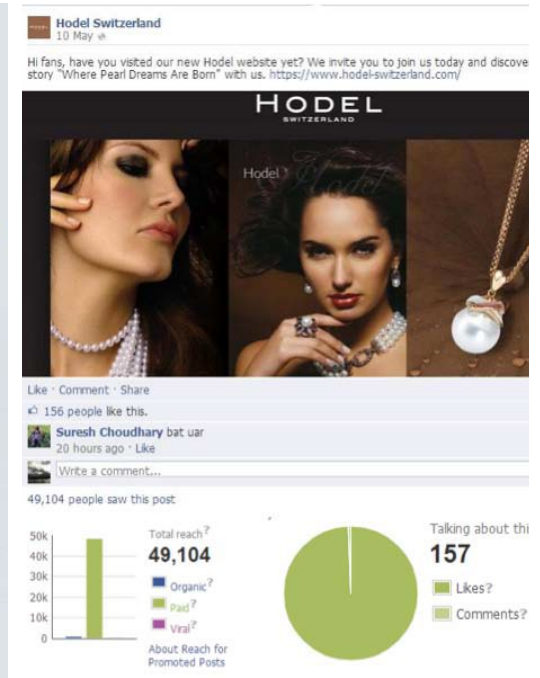 Hodel Switzerland
10 May
Hi fans, have you visited our new Hodel website yet? We invite you to join us today and discove
story "Where Pearl Dreams Are Born" with us. https://www.hodel-switzerland.com/
HODEL
SWITZERLAND
Hodel
Hodel
Like · Comment · Share
156 people like this.
Suresh Choudhary bat uar
20 hours ago · Like
Write a comment...
49,104 people saw this post
50k
40k
30k
20k
10k
0
Total reach?
49,104
Organic?
Paid?
Viral?
About Reach for
Promoted Posts
Talking about thi
157
Likes?
Comments?